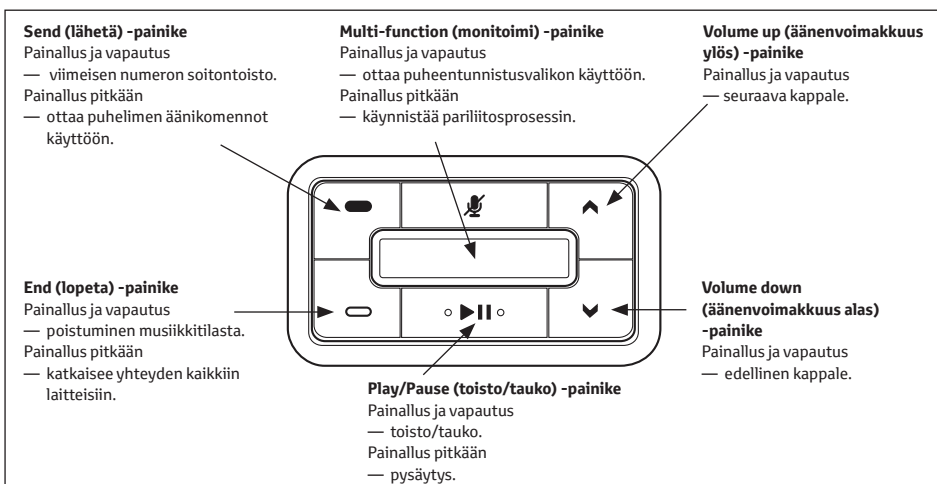 Send (lähetä) -painike
Painallus ja vapautus
— viimeisen numeron soitontoisto.
Painallus pitkään
— ottaa puhelimen äänikomennot
käyttöön.
Multi-function (monitoimi) -painike
Painallus ja vapautus
— ottaa puheentunnistusvalikon käyttöön.
Painallus pitkään
— käynnistää pariliitosprosessin.
Volume up (äänenvoimakkuus
ylös) -painike
Painallus ja vapautus
— seuraava kappale.
End (lopeta) -painike
Painallus ja vapautus
— poistuminen musiikkitilasta.
Painallus pitkään
— katkaisee yhteyden kaikkiin
laitteisiin.
Play/Pause (toisto/tauko) -painike
Painallus ja vapautus
— toisto/tauko.
Painallus pitkään
— pysäytys.
Volume down
(äänenvoimakkuus alas)
-painike
Painallus ja vapautus
— edellinen kappale.